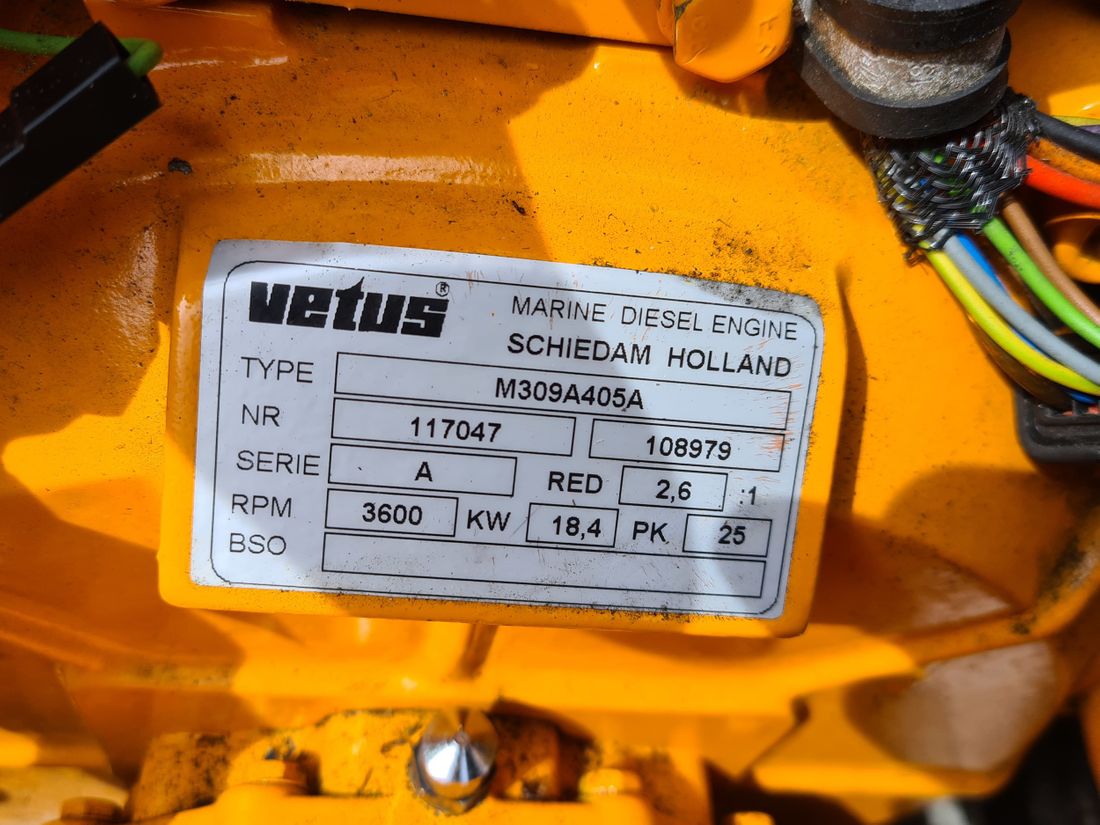 vetus® MARINE DIESEL ENGINE
SCHIEDAM HOLLAND
TYPE M309A405A
NR 117047 108979
SERIE A RED 2,6 :1
RPM 3600 KW 18,4 PK 25
BSO